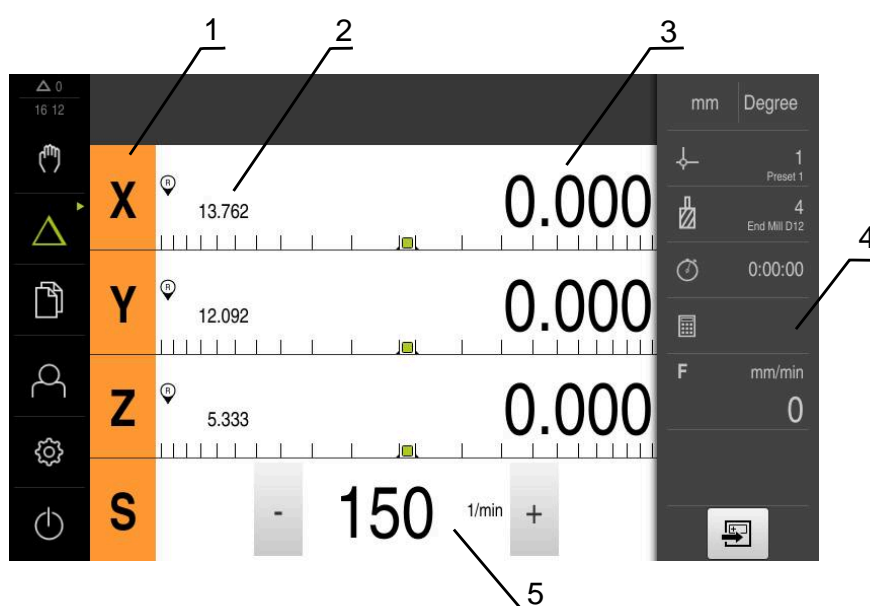 1 2 3
0
16 12
mm Degree
1
Preset 1
X R 13.762 0.000
4
End Mill D12
4
0:00:00
Y R 12.092 0.000
F mm/min
0
Z R 5.333 0.000
S - 150 1/min +
5